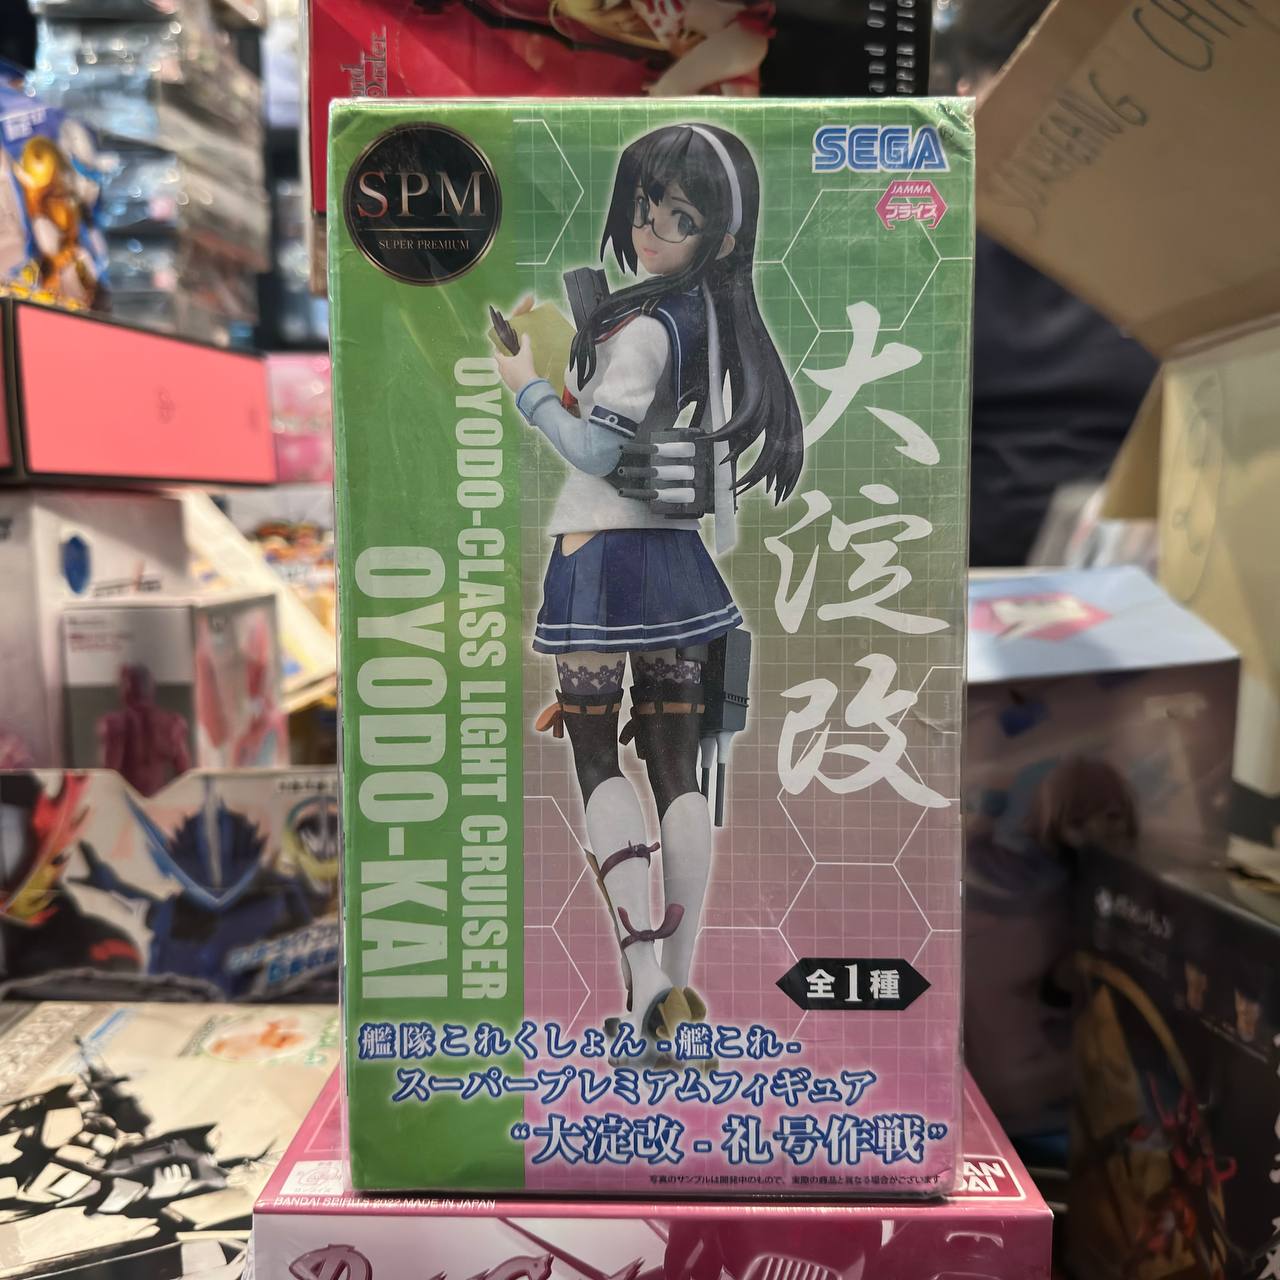 SPM
SUPER PREMIUM
SEGA
JAMMA
プライズ
大淀改
OYODO-CLASS LIGHT CRUISER
OYODO-KAI
全1種
艦隊これくしょん -艦これ-
スーパープレミアムフィギュア
“大淀改-礼号作戦”
写真のサンプルは開発中のもので、実際の商品と異なる場合がございます
BANDAI SPIRITS 2022 MADE IN JAPAN